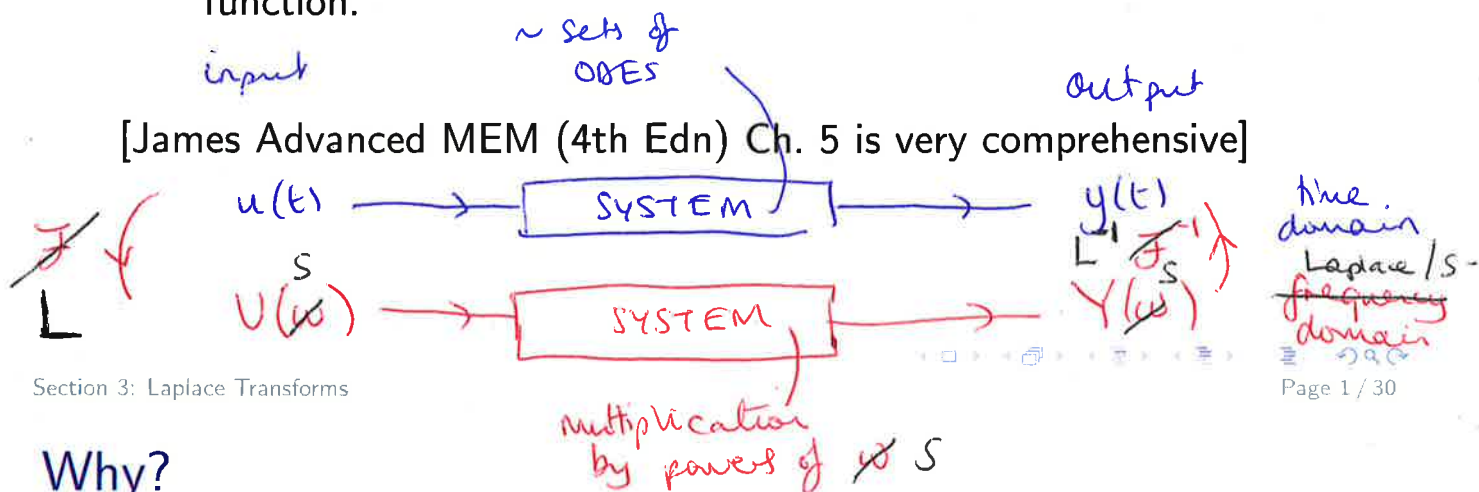 function.
input
~ sets of
ODES
output
[James Advanced MEM (4th Edn) Ch. 5 is very comprehensive]
u(t) → SYSTEM → y(t) time domain
F L
L⁻¹ F⁻¹
U(ω) S → SYSTEM → Y(ω) S
Laplace / S-
frequency
domain
Section 3: Laplace Transforms
Page 1 / 30
multiplication
by powers of ω S
Why?